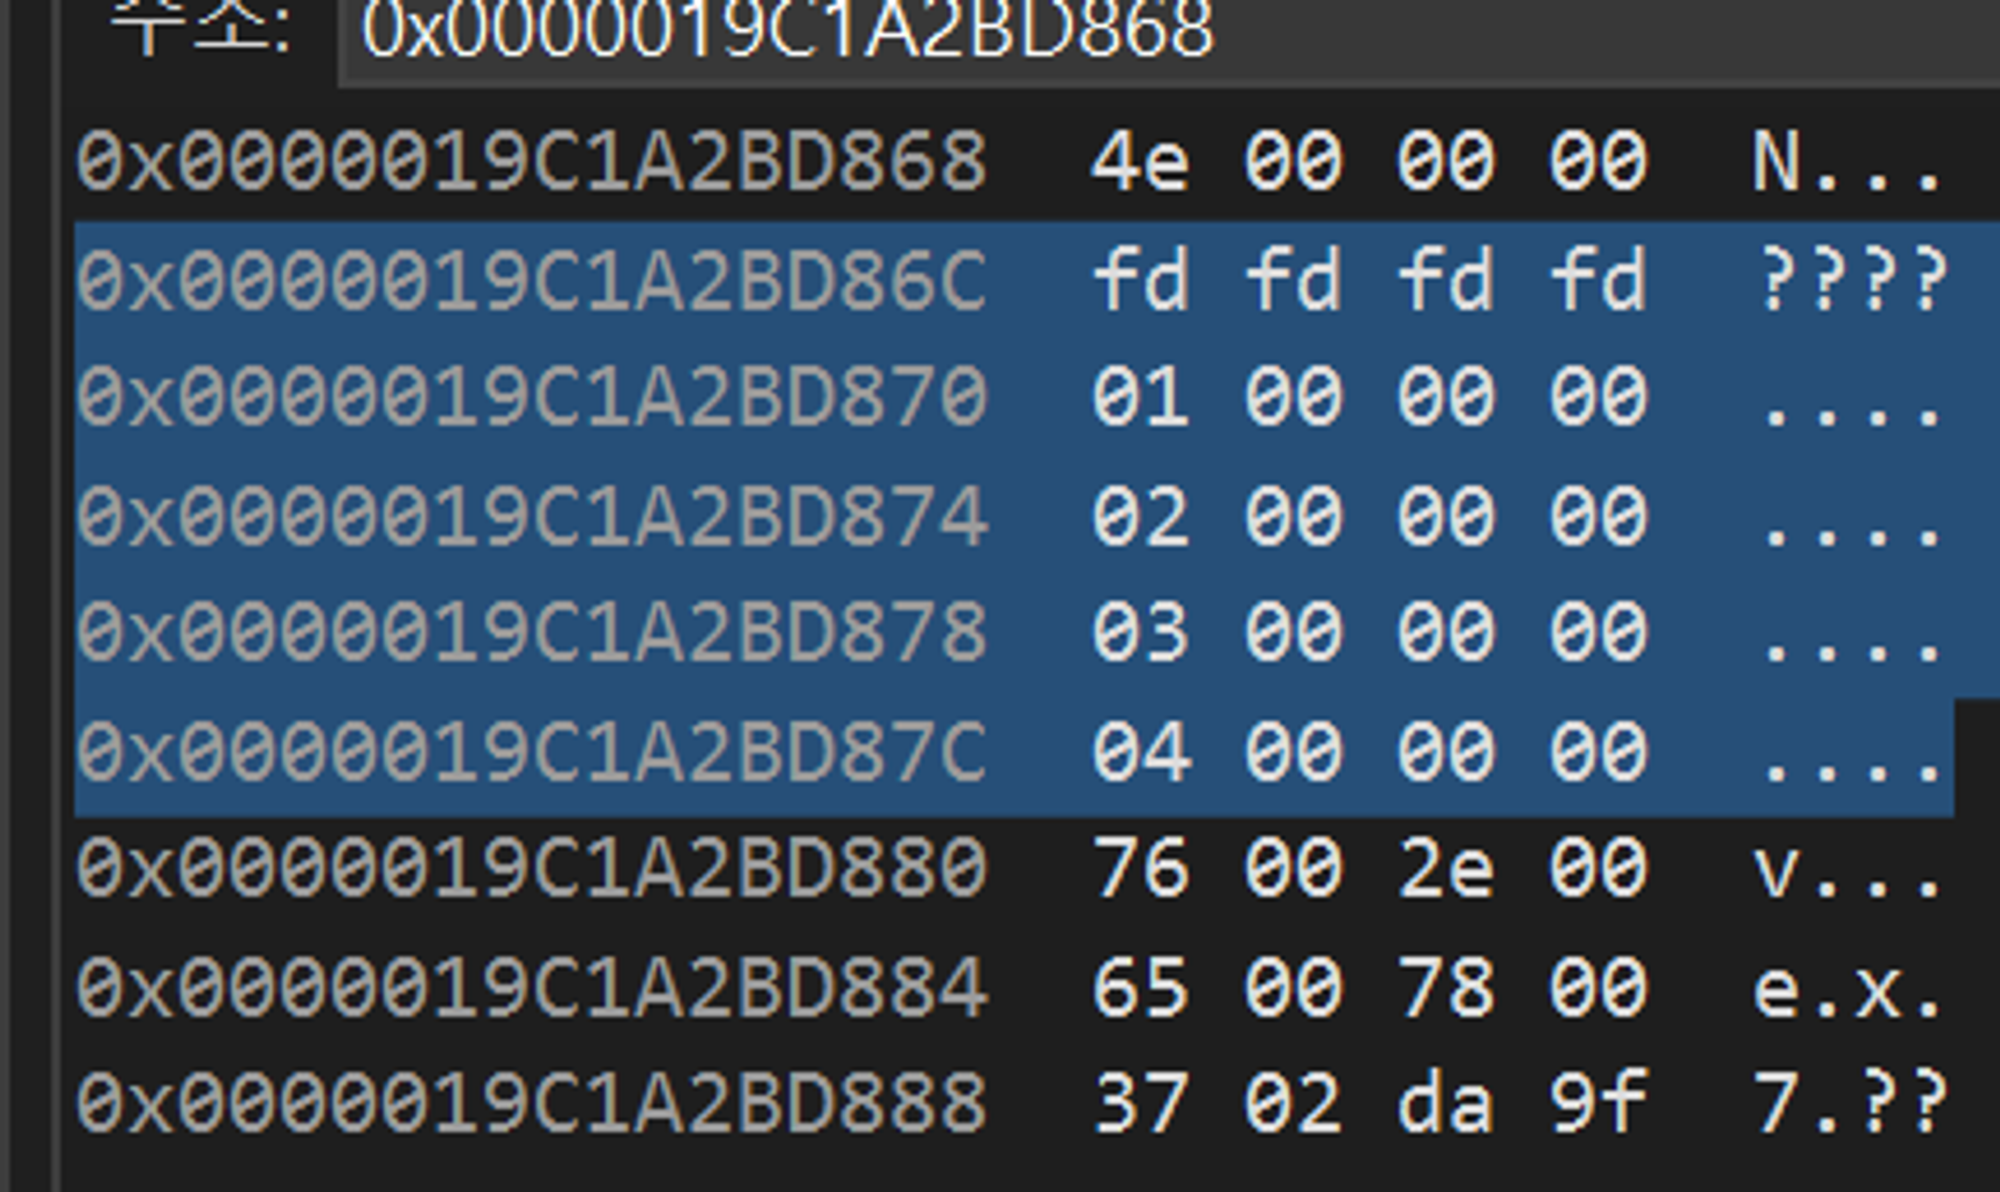 주소: 0x0000019C1A2BD868
0x0000019C1A2BD868 4e 00 00 00 N...
0x0000019C1A2BD86C fd fd fd fd ????
0x0000019C1A2BD870 01 00 00 00 ....
0x0000019C1A2BD874 02 00 00 00 ....
0x0000019C1A2BD878 03 00 00 00 ....
0x0000019C1A2BD87C 04 00 00 00 ....
0x0000019C1A2BD880 76 00 2e 00 v...
0x0000019C1A2BD884 65 00 78 00 e.x.
0x0000019C1A2BD888 37 02 da 9f 7.??